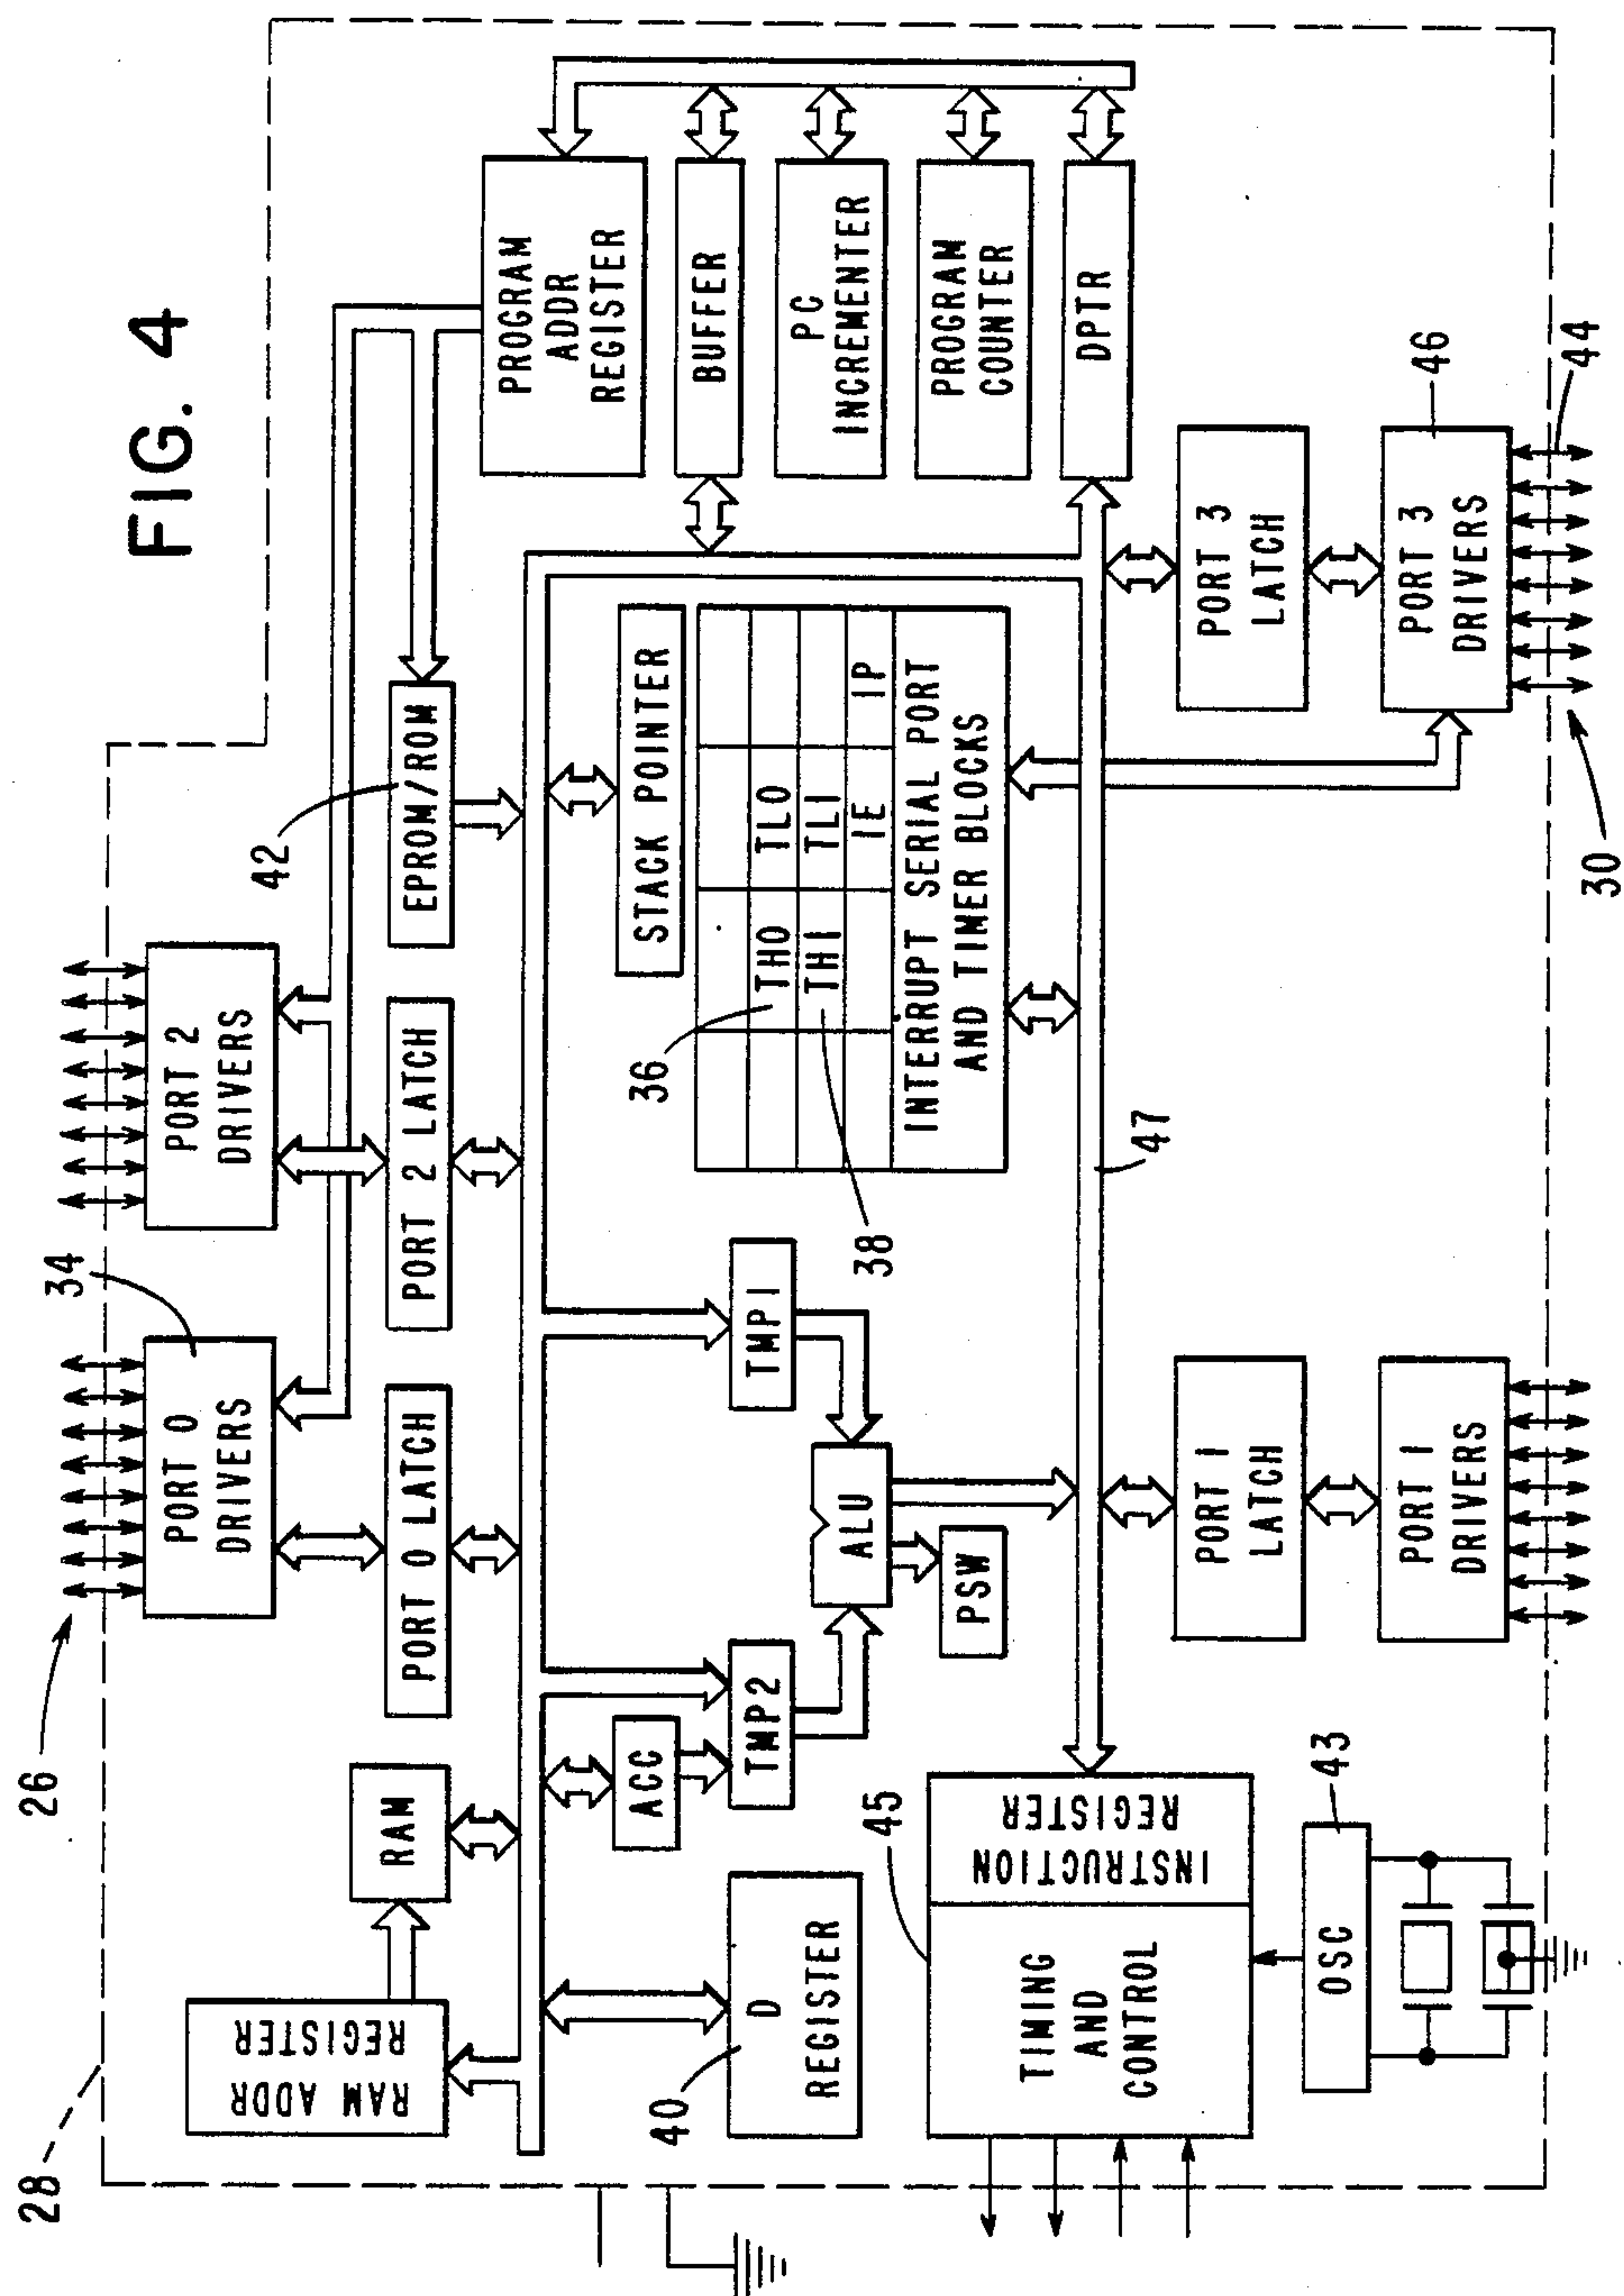 FIG. 4
28
26
34
42
30
44
46
36
38
40
45
43
47
PORT 0
DRIVERS
PORT 2
DRIVERS
RAM ADDR
REGISTER
RAM
PORT 0 LATCH
PORT 2 LATCH
EPROM/ROM
PROGRAM
ADDR
REGISTER
BUFFER
PC
INCREMENTER
PROGRAM
COUNTER
DPTR
STACK POINTER
ACC
D
REGISTER
TMP2
TMP1
ALU
PSW
TH0 TL0
TH1 TL1
IE IP
INTERRUPT SERIAL PORT
AND TIMER BLOCKS
TIMING
AND
CONTROL
INSTRUCTION
REGISTER
OSC
PORT 1
LATCH
PORT 1
DRIVERS
PORT 3
LATCH
PORT 3
DRIVERS